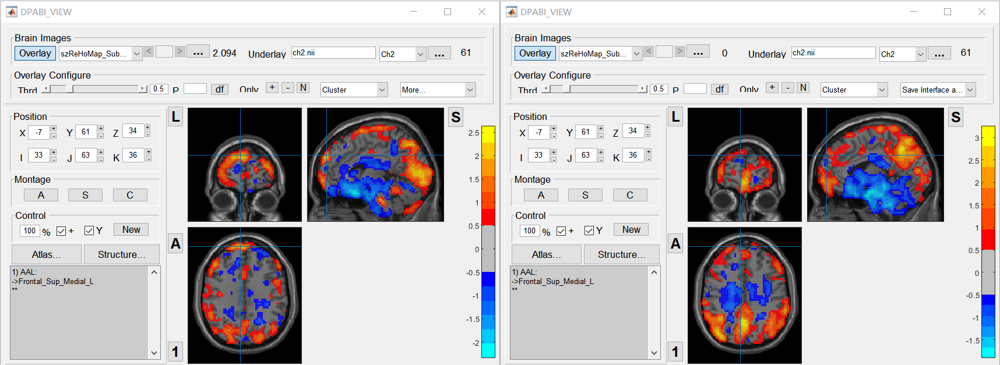 DPABI_VIEW
Brain Images
Overlay szReHoMap_Sub... < > ... 2.094 Underlay ch2.nii Ch2 ... 61
Overlay Configure
Thrd 0.5 P df Only + - N Cluster More...
Position
X -7 + - Y 61 + - Z 34 + -
I 33 + - J 63 + - K 36 + -
Montage
A S C
Control
100 % + Y New
Atlas... Structure...
1) AAL:
->Frontal_Sup_Medial_L
**
L
S
A
1
2.5
2
1.5
1
0.5
0
-0.5
-1
-1.5
-2
DPABI_VIEW
Brain Images
Overlay szReHoMap_Sub... < > ... 0 Underlay ch2.nii Ch2 ... 61
Overlay Configure
Thrd 0.5 P df Only + - N Cluster Save Interface a...
Position
X -7 + - Y 61 + - Z 34 + -
I 33 + - J 63 + - K 36 + -
Montage
A S C
Control
100 % + Y New
Atlas... Structure...
1) AAL:
->Frontal_Sup_Medial_L
**
L
S
A
1
3
2.5
2
1.5
1
0.5
0
-0.5
-1
-1.5